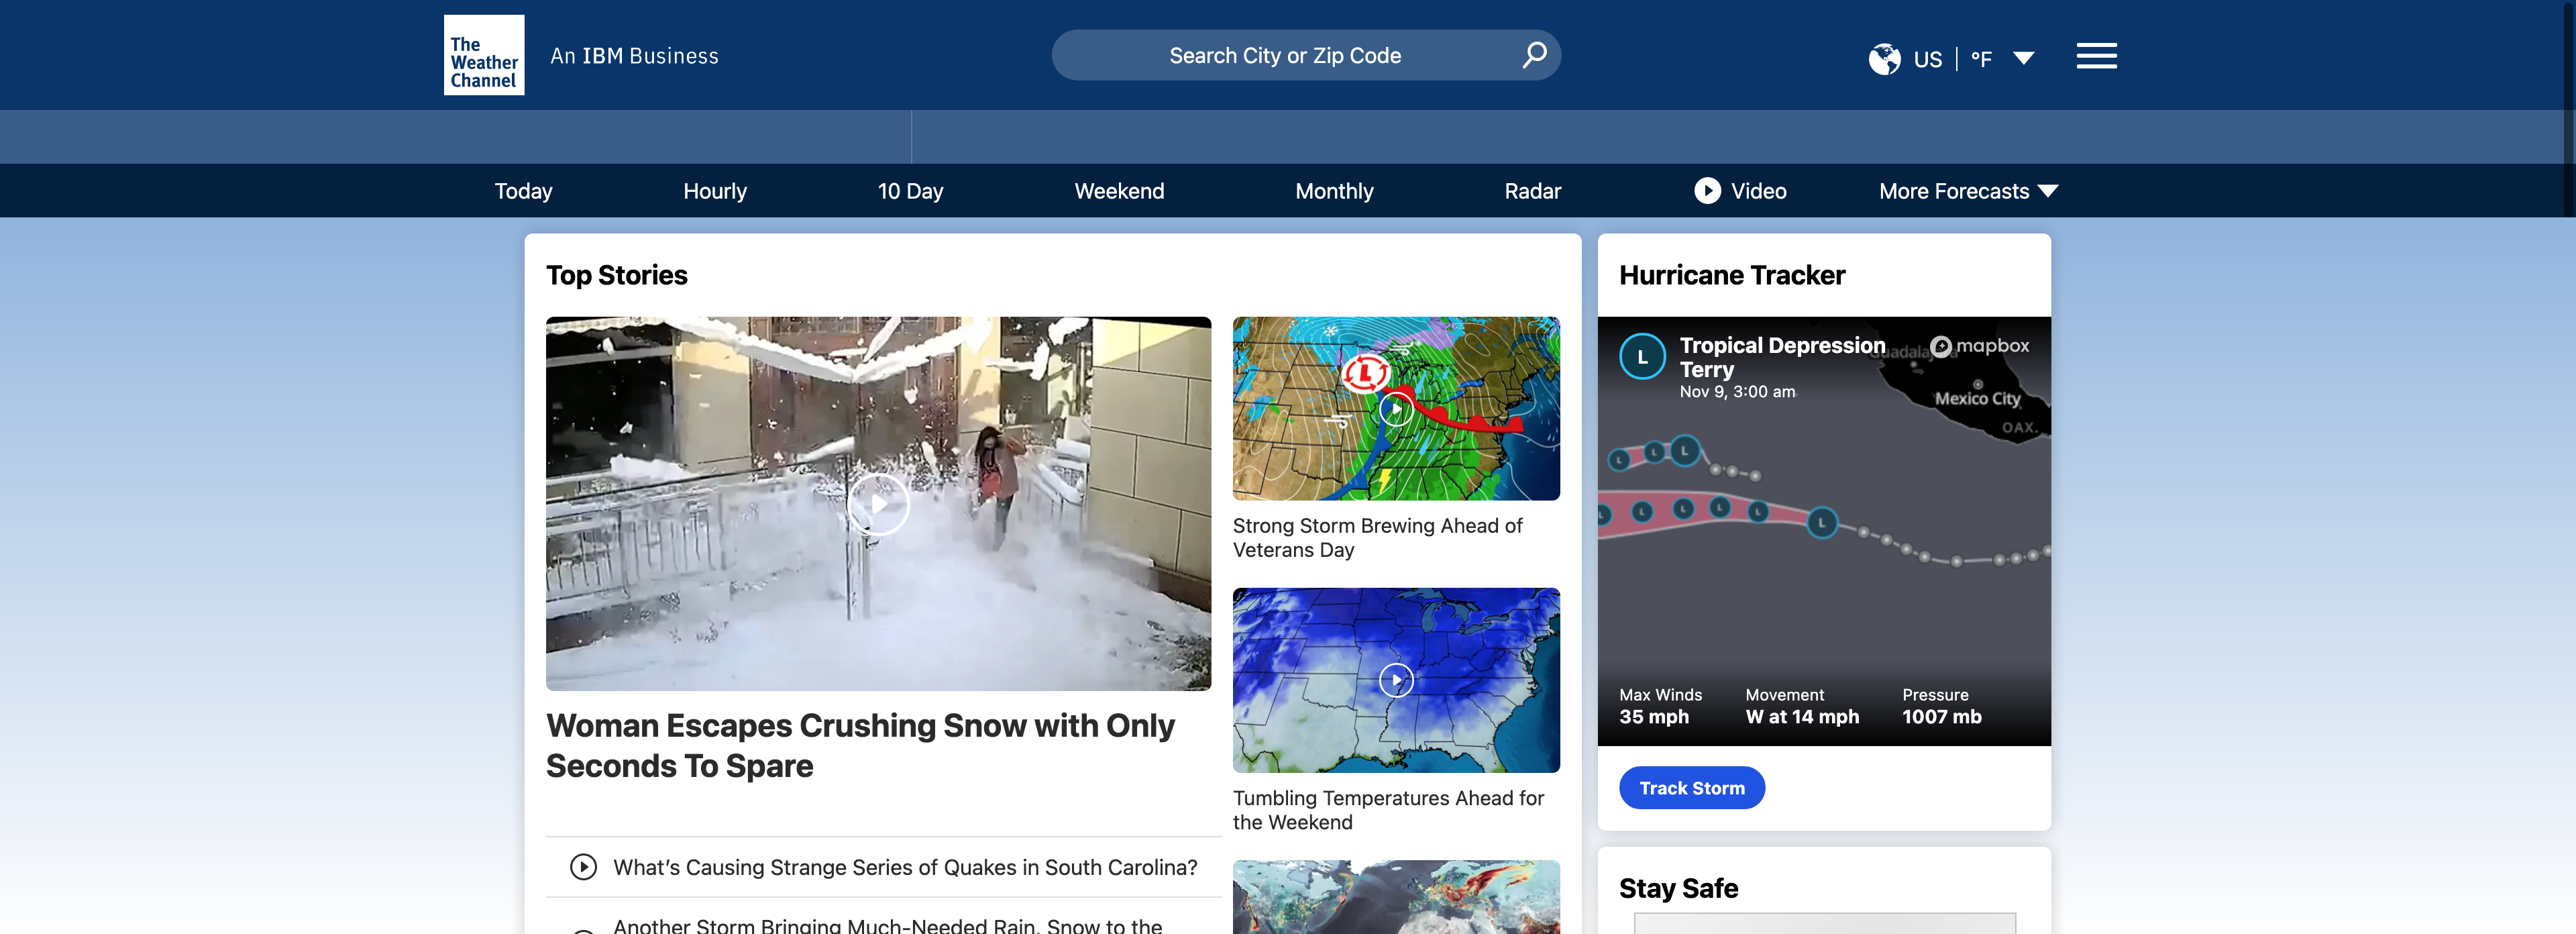 The
Weather
Channel
An IBM Business
Search City or Zip Code
US
°F
Today
Hourly
10 Day
Weekend
Monthly
Radar
Video
More Forecasts
Top Stories
L
Woman Escapes Crushing Snow with Only
Seconds To Spare
What's Causing Strange Series of Quakes in South Carolina?
Another Storm Bringing Much-Needed Rain, Snow to the
Strong Storm Brewing Ahead of
Veterans Day
Tumbling Temperatures Ahead for
the Weekend
Hurricane Tracker
L
Tropical Depression
Terry
Nov 9, 3:00 am
Guadalajara
mapbox
Mexico City
OAX.
L
L
L
L
L
L
L
L
L
Max Winds
35 mph
Movement
W at 14 mph
Pressure
1007 mb
Track Storm
Stay Safe